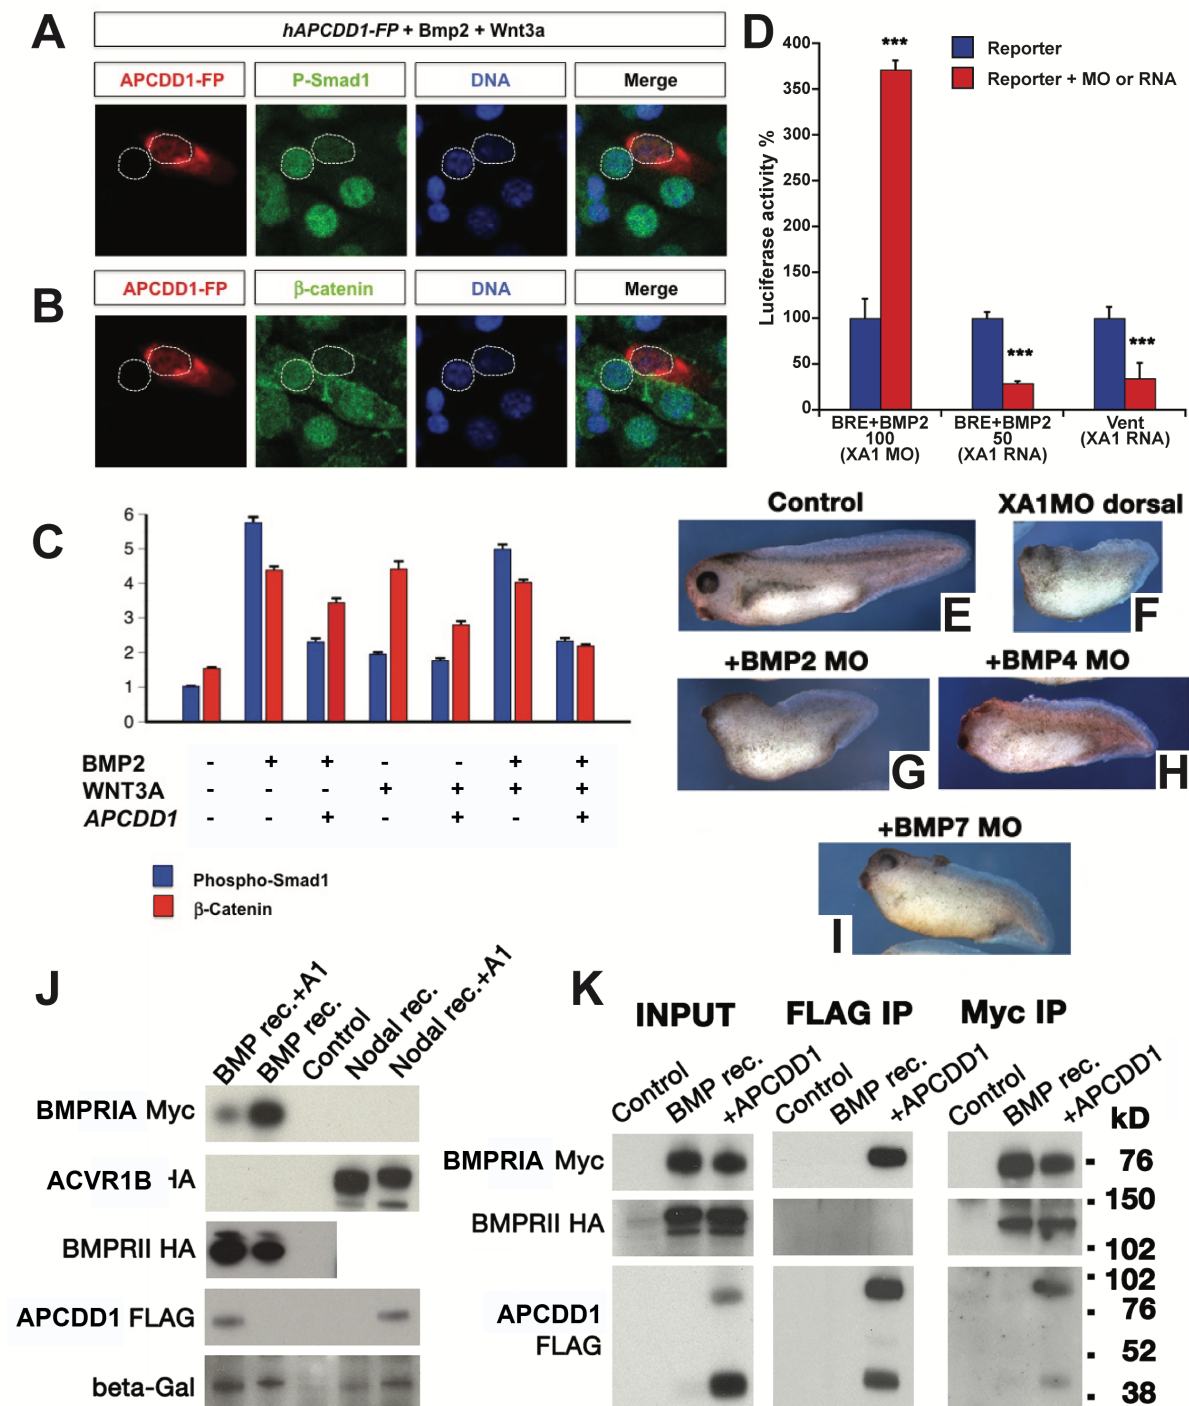 A
hAPCDD1-FP + Bmp2 + Wnt3a
APCDD1-FP P-Smad1 DNA Merge
B
APCDD1-FP β-catenin DNA Merge
C
6
5
4
3
2
1
0
BMP2 - + + - - + +
WNT3A - - - + + + +
APCDD1 - - + - + - +
Phospho-Smad1
β-Catenin
D
Reporter
Reporter + MO or RNA
Luciferase activity %
400
350
300
250
200
150
100
50
0
***
***
***
BRE+BMP2
100
(XA1 MO)
BRE+BMP2
50
(XA1 RNA)
Vent
(XA1 RNA)
Control
E
XA1MO dorsal
F
+BMP2 MO
G
+BMP4 MO
H
+BMP7 MO
I
J
BMP rec.+A1
BMP rec.
Control
Nodal rec.
Nodal rec.+A1
BMPRIA Myc
ACVR1B HA
BMPRII HA
APCDD1 FLAG
beta-Gal
K
INPUT FLAG IP Myc IP
Control
BMP rec.
+APCDD1
Control
BMP rec.
+APCDD1
Control
BMP rec.
+APCDD1
kD
BMPRIA Myc
BMPRII HA
APCDD1
FLAG
- 76
- 150
- 102
- 102
- 76
- 52
- 38